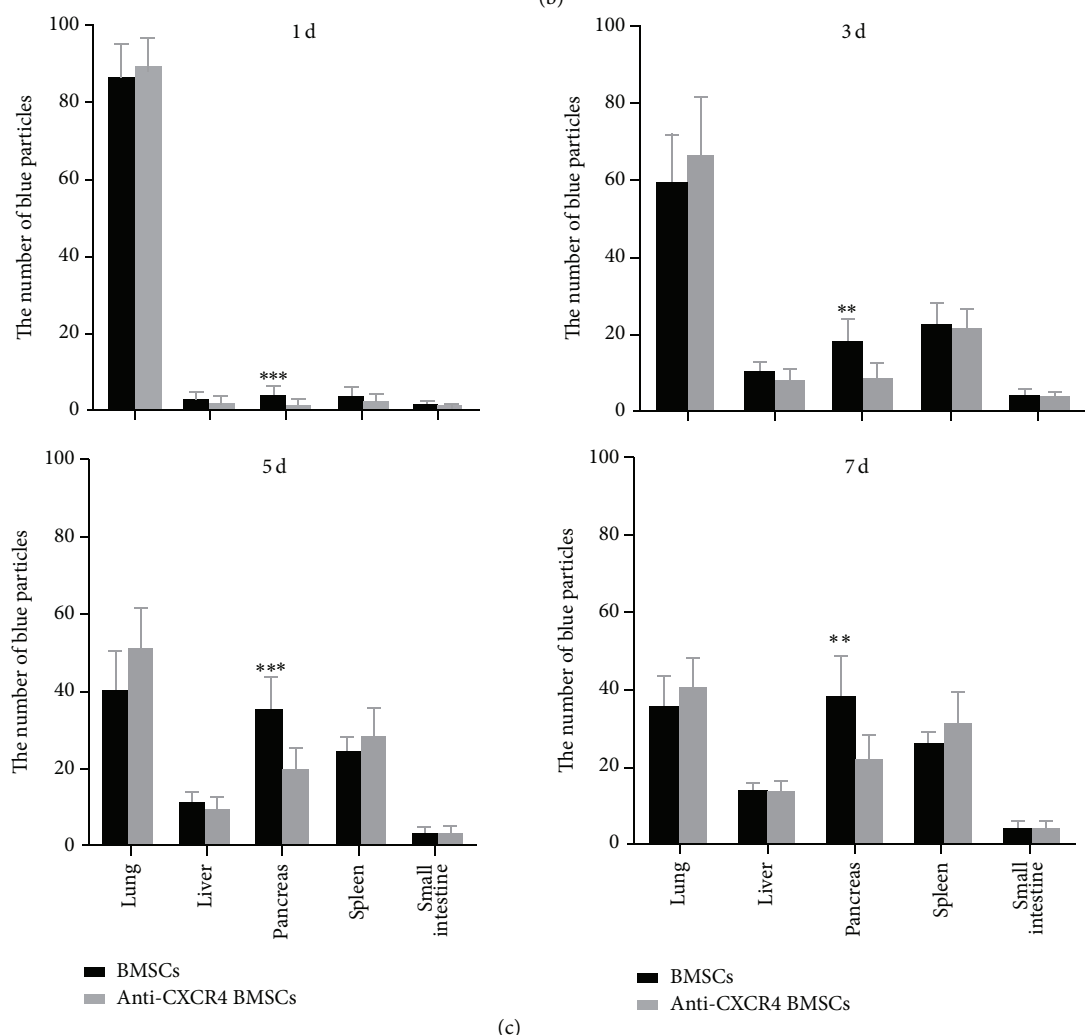 (b)
1 d
The number of blue particles
100
80
60
40
20
0
***
3 d
The number of blue particles
100
80
60
40
20
0
**
5 d
The number of blue particles
100
80
60
40
20
0
***
Lung
Liver
Pancreas
Spleen
Small
intestine
BMSCs
Anti-CXCR4 BMSCs
7 d
The number of blue particles
100
80
60
40
20
0
**
Lung
Liver
Pancreas
Spleen
Small
intestine
BMSCs
Anti-CXCR4 BMSCs
(c)